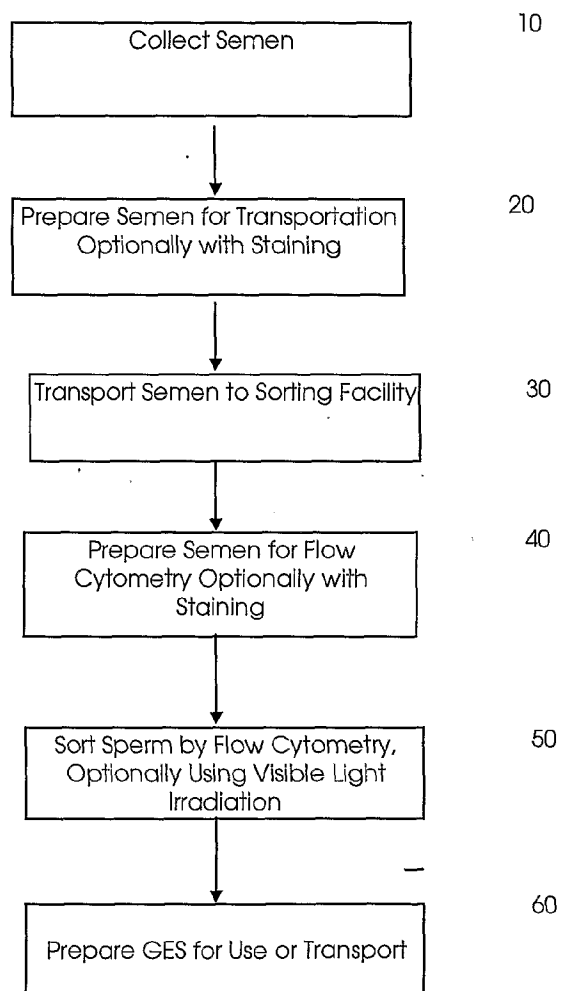 10
Collect Semen
20
Prepare Semen for Transportation
Optionally with Staining
30
Transport Semen to Sorting Facility
40
Prepare Semen for Flow
Cytometry Optionally with
Staining
50
Sort Sperm by Flow Cytometry,
Optionally Using Visible Light
Irradiation
60
Prepare GES for Use or Transport